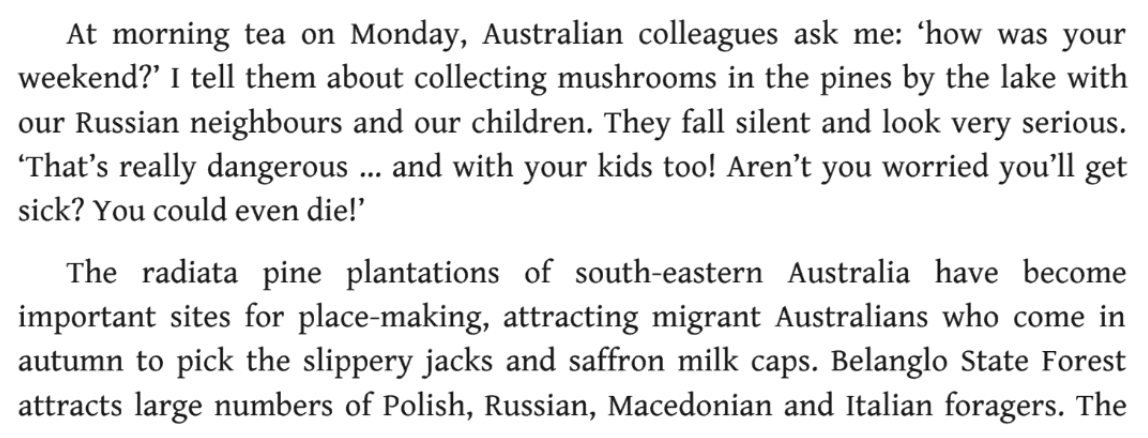 At morning tea on Monday, Australian colleagues ask me: ‘how was your
weekend?’ I tell them about collecting mushrooms in the pines by the lake with
our Russian neighbours and our children. They fall silent and look very serious.
‘That’s really dangerous ... and with your kids too! Aren’t you worried you’ll get
sick? You could even die!’
The radiata pine plantations of south-eastern Australia have become
important sites for place-making, attracting migrant Australians who come in
autumn to pick the slippery jacks and saffron milk caps. Belanglo State Forest
attracts large numbers of Polish, Russian, Macedonian and Italian foragers. The